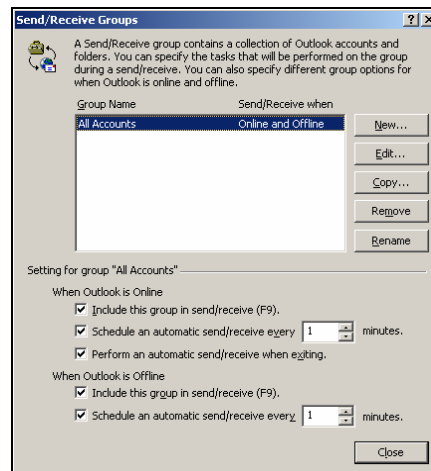 Send/Receive Groups
A Send/Receive group contains a collection of Outlook accounts and
folders. You can specify the tasks that will be performed on the group
during a send/receive. You can also specify different group options for
when Outlook is online and offline.
Group Name Send/Receive when
All Accounts Online and Offline
New...
Edit...
Copy...
Remove
Rename
Setting for group "All Accounts"
When Outlook is Online
Include this group in send/receive (F9).
Schedule an automatic send/receive every 1 minutes.
Perform an automatic send/receive when exiting.
When Outlook is Offline
Include this group in send/receive (F9).
Schedule an automatic send/receive every 1 minutes.
Close